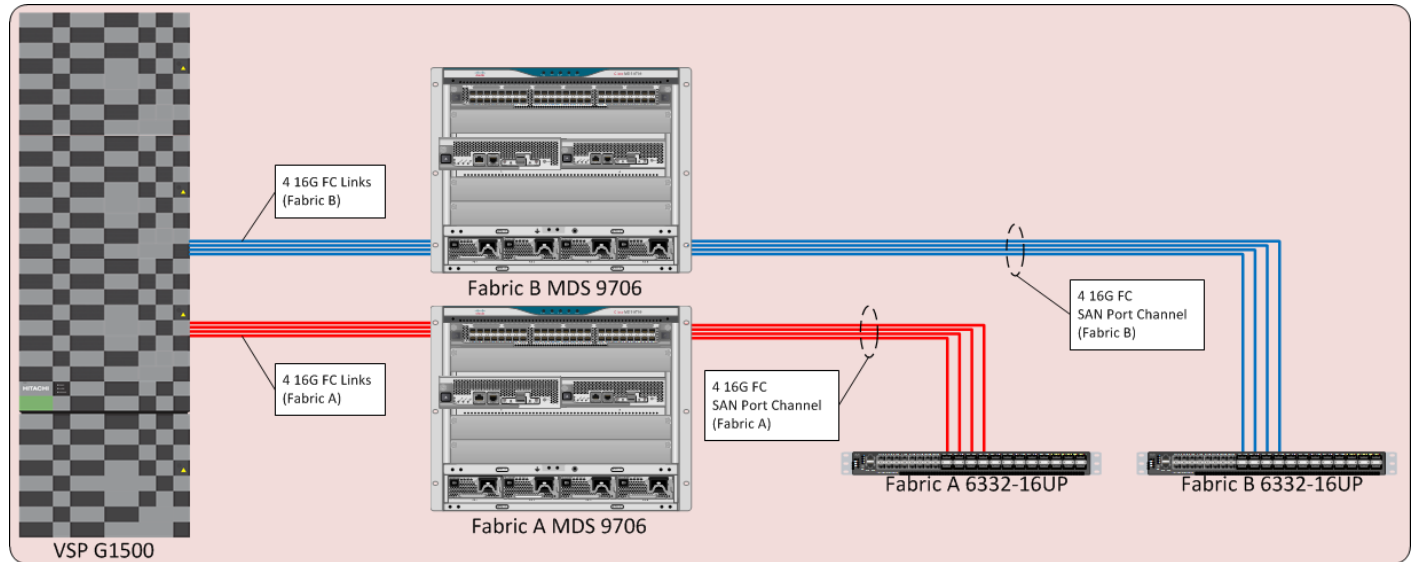 4 16G FC Links
(Fabric B)
Fabric B MDS 9706
4 16G FC
SAN Port Channel
(Fabric B)
4 16G FC Links
(Fabric A)
4 16G FC
SAN Port Channel
(Fabric A)
HITACHI
Fabric A 6332-16UP
Fabric B 6332-16UP
Fabric A MDS 9706
VSP G1500